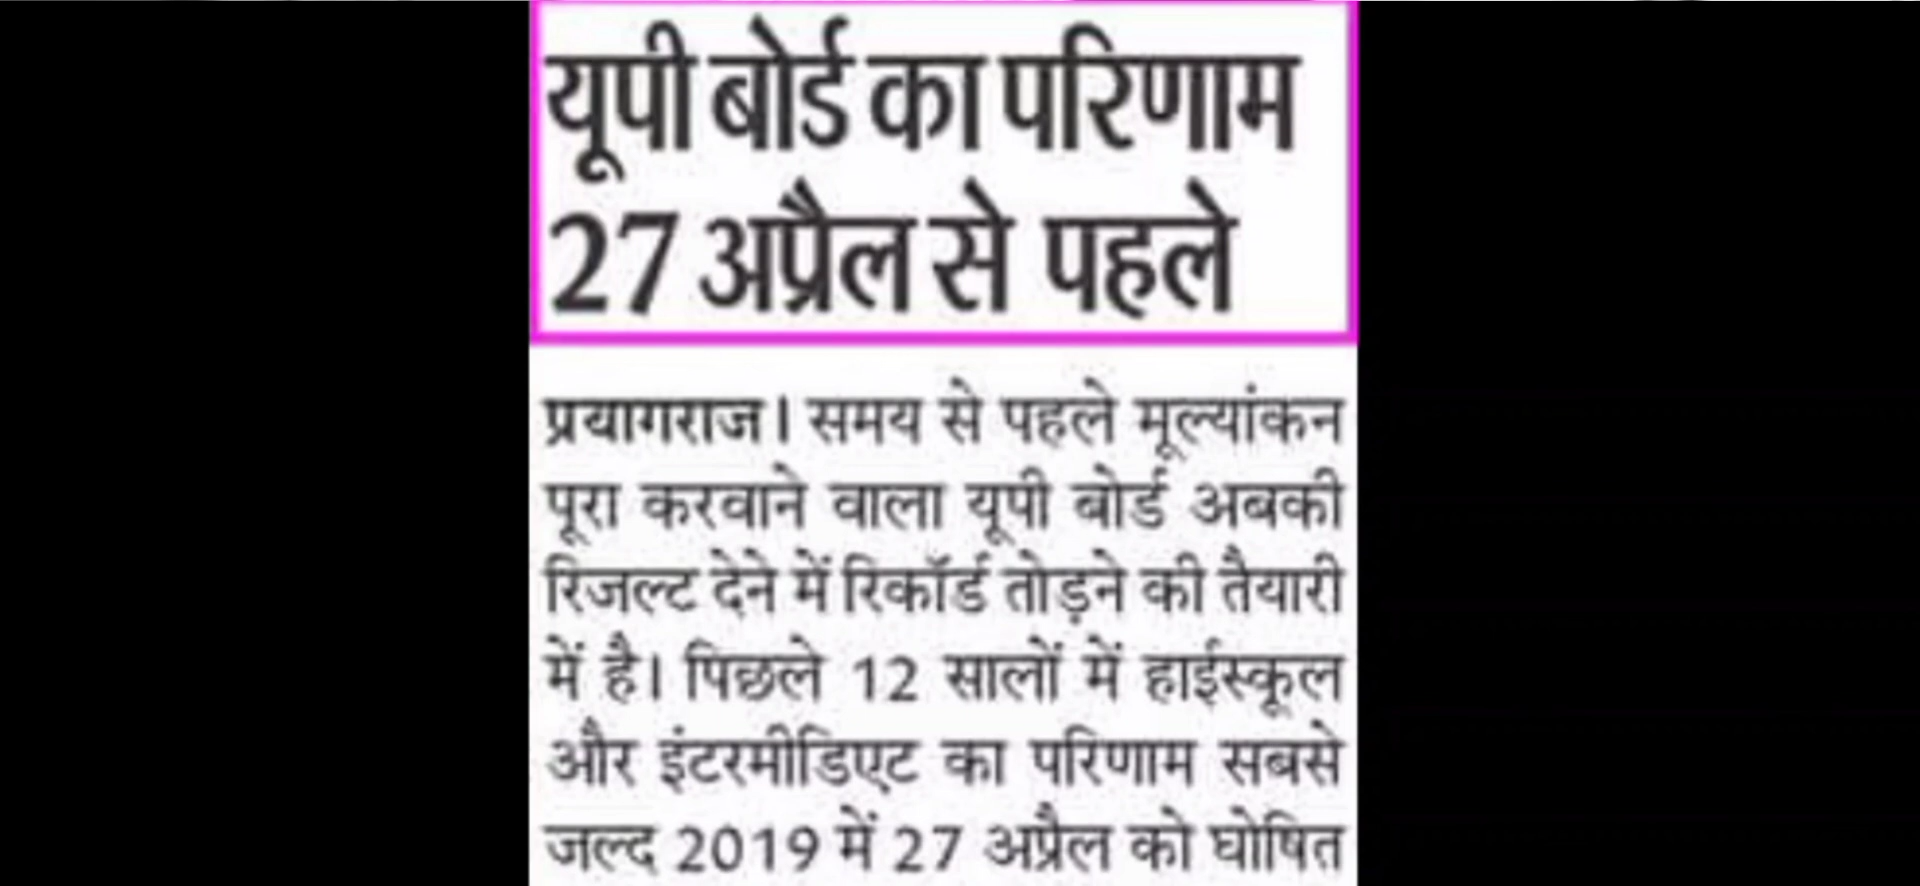 यूपी बोर्ड का परिणाम
27 अप्रैल से पहले
प्रयागराज। समय से पहले मूल्यांकन
पूरा करवाने वाला यूपी बोर्ड अबकी
रिजल्ट देने में रिकॉर्ड तोड़ने की तैयारी
में है। पिछले 12 सालों में हाईस्कूल
और इंटरमीडिएट का परिणाम सबसे
जल्द 2019 में 27 अप्रैल को घोषित